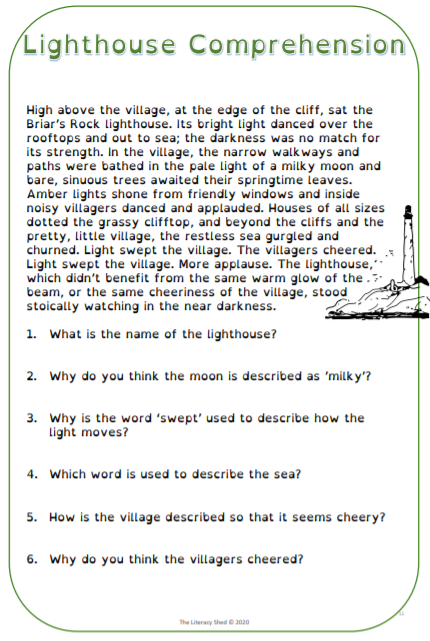 Lighthouse Comprehension
High above the village, at the edge of the cliff, sat the
Briar's Rock lighthouse. Its bright light danced over the
rooftops and out to sea; the darkness was no match for
its strength. In the village, the narrow walkways and
paths were bathed in the pale light of a milky moon and
bare, sinuous trees awaited their springtime leaves.
Amber lights shone from friendly windows and inside
noisy villagers danced and applauded. Houses of all sizes
dotted the grassy clifftop, and beyond the cliffs and the
pretty, little village, the restless sea gurgled and
churned. Light swept the village. The villagers cheered.
Light swept the village. More applause. The lighthouse,
which didn't benefit from the same warm glow of the
beam, or the same cheeriness of the village, stood
stoically watching in the near darkness.
1. What is the name of the lighthouse?
2. Why do you think the moon is described as 'milky'?
3. Why is the word 'swept' used to describe how the
light moves?
4. Which word is used to describe the sea?
5. How is the village described so that it seems cheery?
6. Why do you think the villagers cheered?
The Literacy Shed © 2020